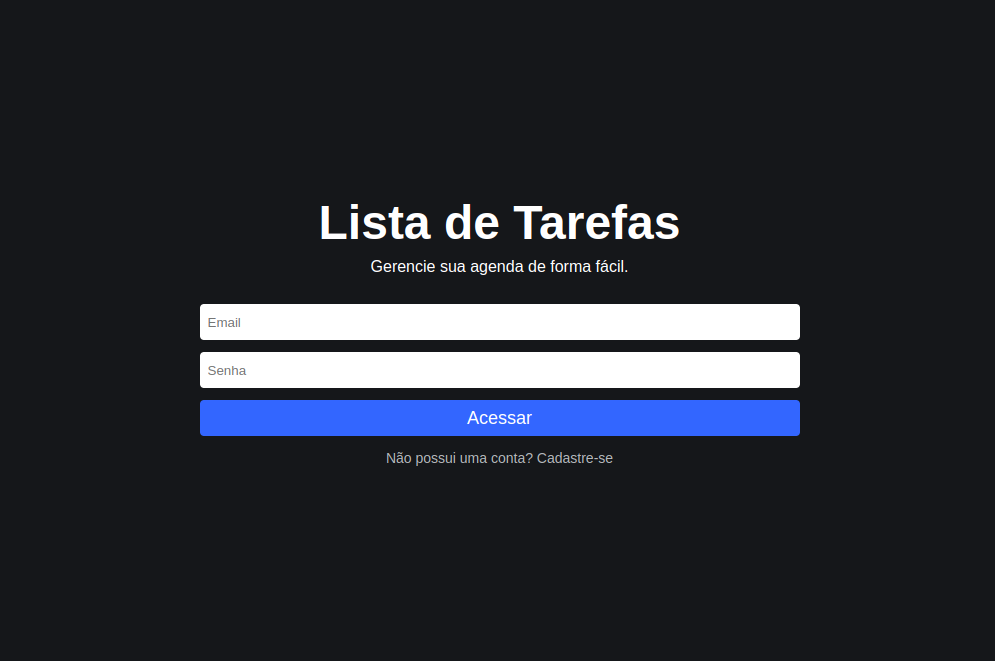 Lista de Tarefas
Gerencie sua agenda de forma fácil.
Email
Senha
Acessar
Não possui uma conta? Cadastre-se